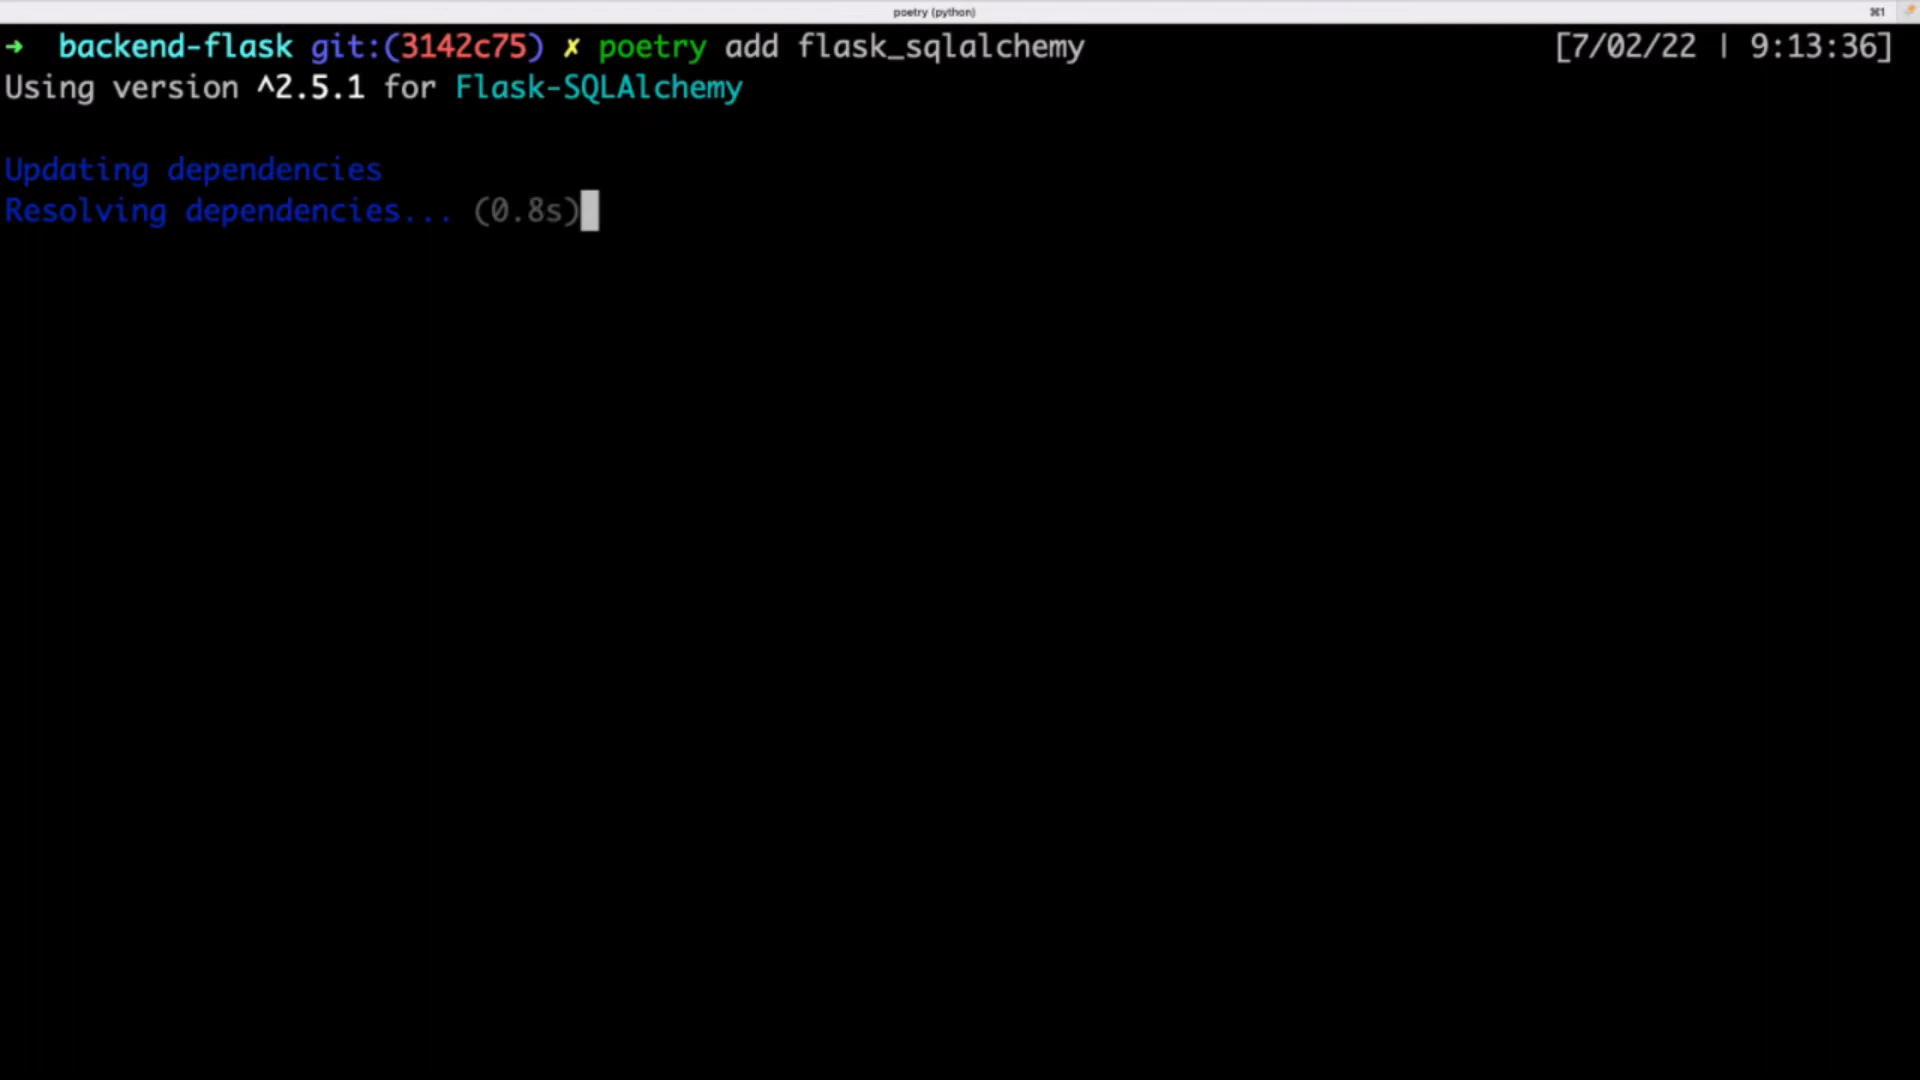 poetry (python)
⌘1
➜ backend-flask git:(3142c75) ✗ poetry add flask_sqlalchemy [7/02/22 | 9:13:36]
Using version ^2.5.1 for Flask-SQLAlchemy
Updating dependencies
Resolving dependencies... (0.8s)